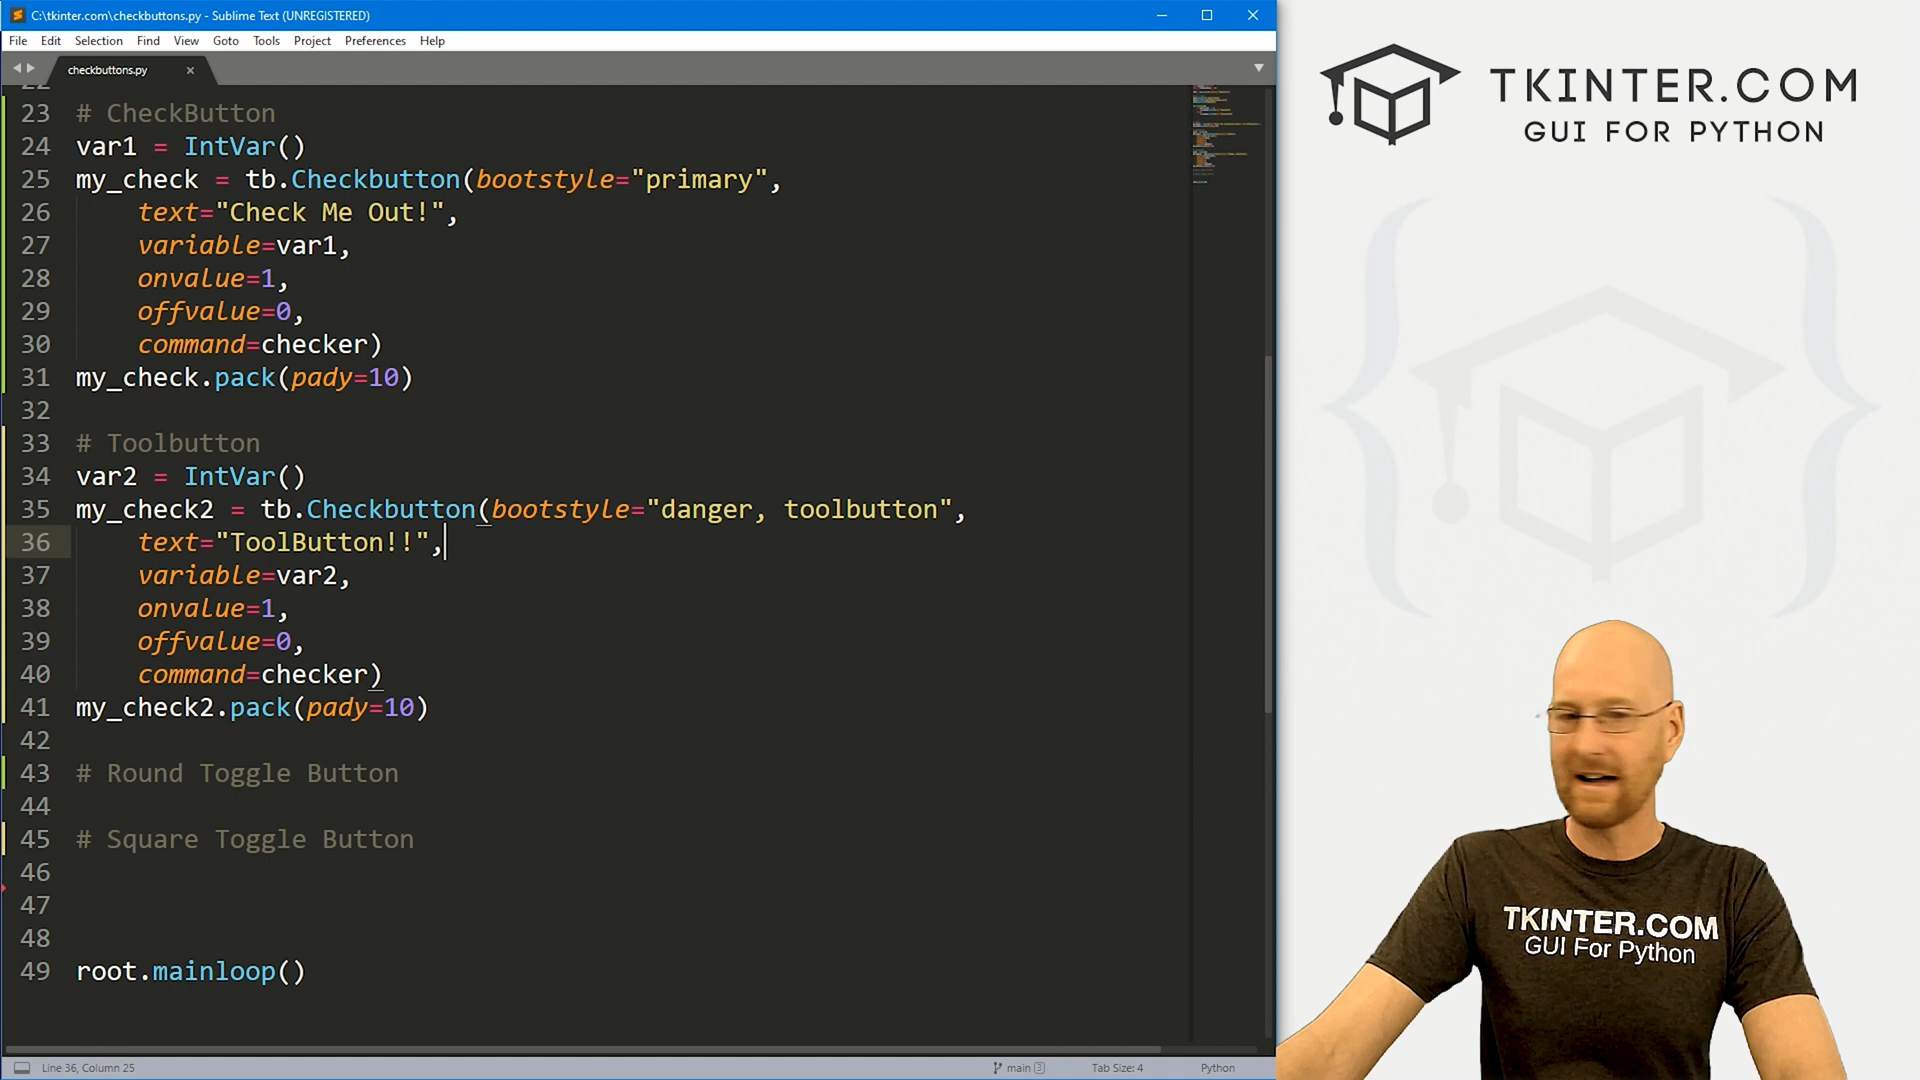 C:\tkinter.com\checkbuttons.py - Sublime Text (UNREGISTERED)
File Edit Selection Find View Goto Tools Project Preferences Help
checkbuttons.py
22
23 # CheckButton
24 var1 = IntVar()
25 my_check = tb.Checkbutton(bootstyle="primary",
26 text="Check Me Out!",
27 variable=var1,
28 onvalue=1,
29 offvalue=0,
30 command=checker)
31 my_check.pack(pady=10)
32
33 # Toolbutton
34 var2 = IntVar()
35 my_check2 = tb.Checkbutton(bootstyle="danger, toolbutton",
36 text="ToolButton!!",
37 variable=var2,
38 onvalue=1,
39 offvalue=0,
40 command=checker)
41 my_check2.pack(pady=10)
42
43 # Round Toggle Button
44
45 # Square Toggle Button
46
47
48
49 root.mainloop()
Line 36, Column 25
main 3
Tab Size: 4
Python
TKINTER.COM
GUI FOR PYTHON
TKINTER.COM
GUI For Python